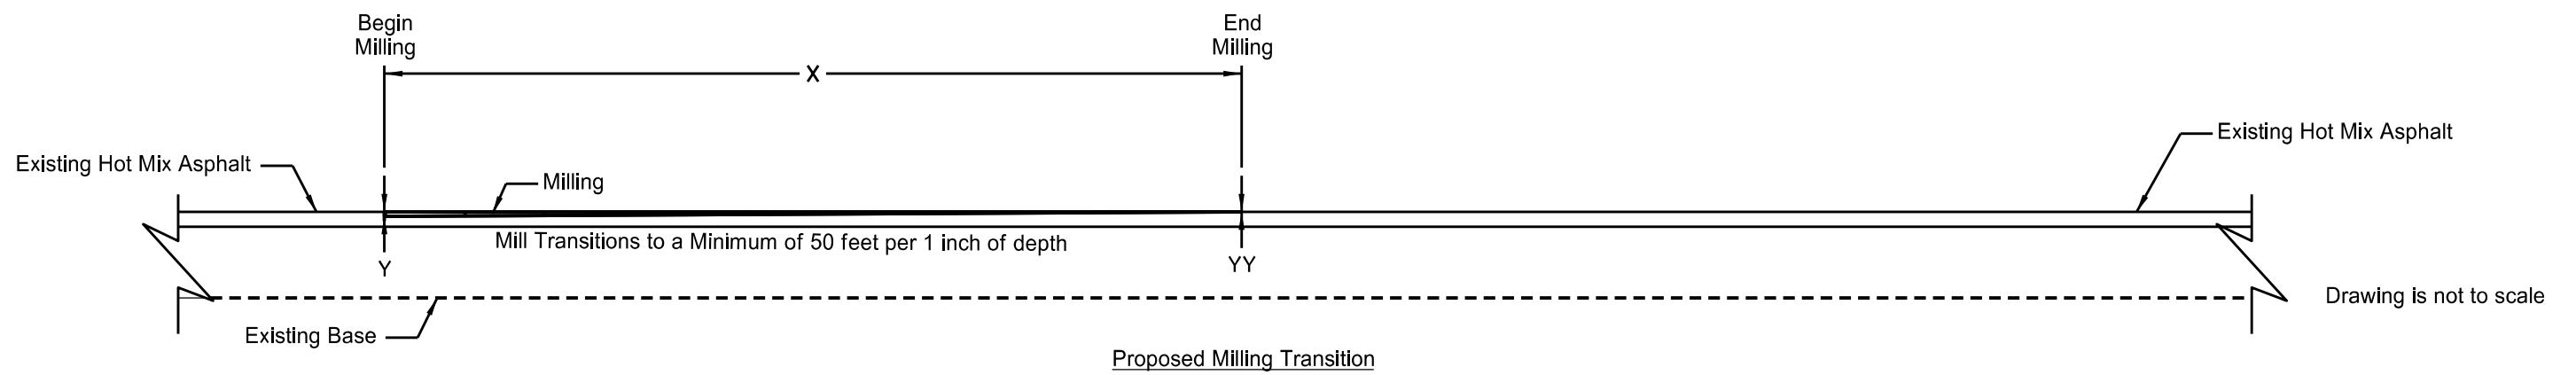 Begin
Milling
End
Milling
X
Existing Hot Mix Asphalt
Existing Hot Mix Asphalt
Milling
Mill Transitions to a Minimum of 50 feet per 1 inch of depth
Y
YY
Drawing is not to scale
Existing Base
Proposed Milling Transition